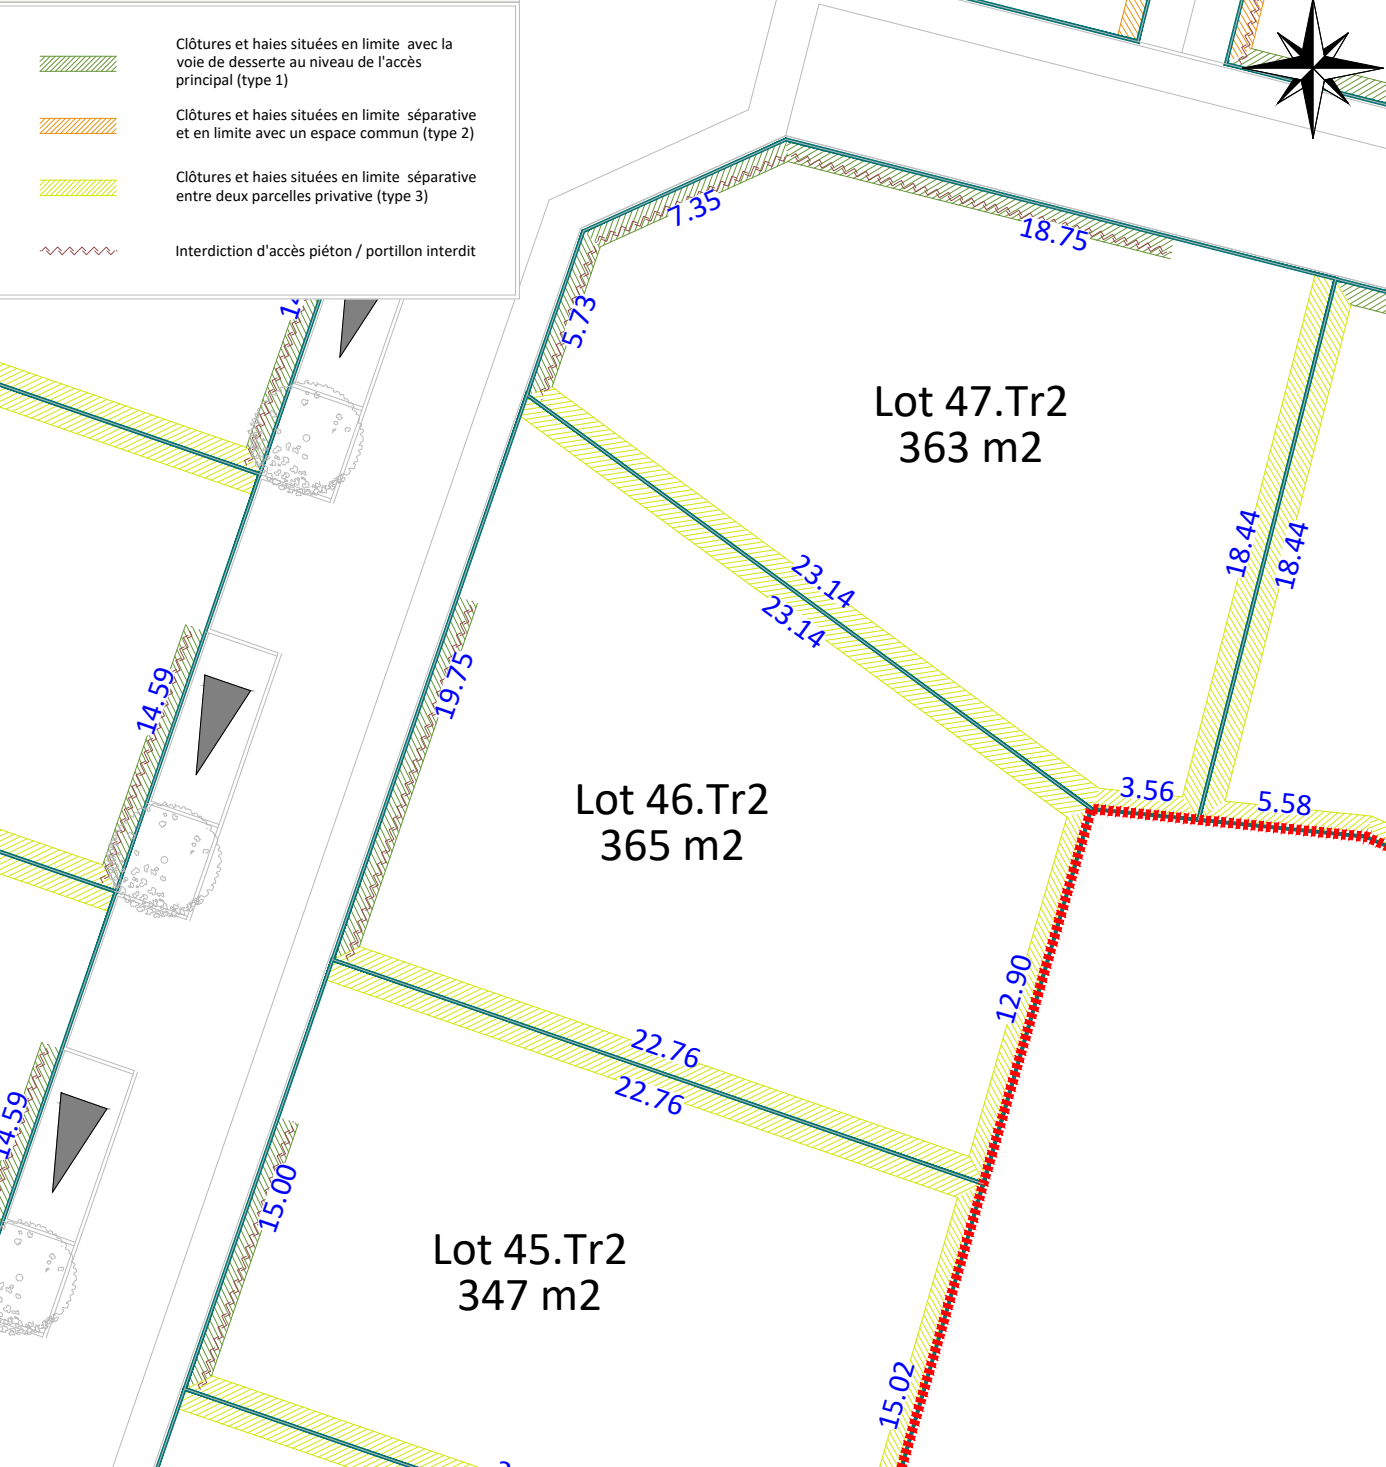 Clôtures et haies situées en limite avec la
voie de desserte au niveau de l'accès
principal (type 1)
Clôtures et haies situées en limite séparative
et en limite avec un espace commun (type 2)
Clôtures et haies situées en limite séparative
entre deux parcelles privative (type 3)
Interdiction d'accès piéton / portillon interdit
7.35
18.75
5.73
Lot 47.Tr2
363 m2
18.44
18.44
23.14
23.14
14.59
19.75
3.56
5.58
Lot 46.Tr2
365 m2
12.90
22.76
22.76
14.59
15.00
Lot 45.Tr2
347 m2
15.02